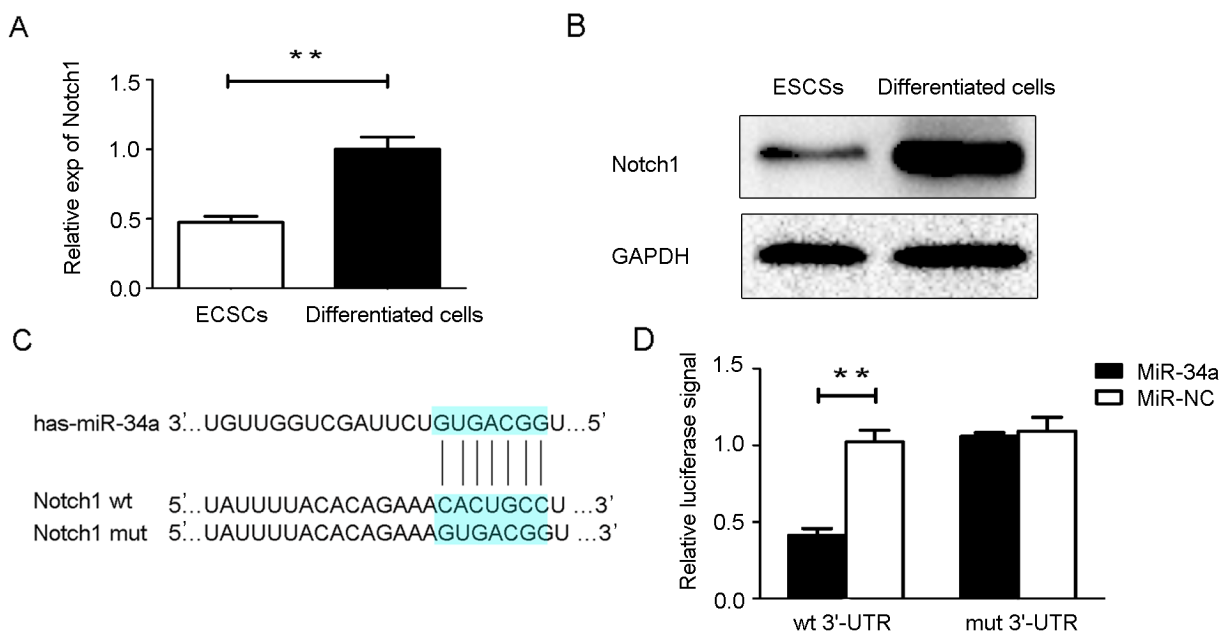 A
* *
Relative exp of Notch1
1.5
1.0
0.5
0.0
ECSCs Differentiated cells
B
ESCSs Differentiated cells
Notch1
GAPDH
C
has-miR-34a 3'...UGUUGGUCGAUUCUGUGACGGU...5'
Notch1 wt 5'...UAUUUUACACAGAAACACUGCCU ...3'
Notch1 mut 5'...UAUUUUACACAGAAAGUGACGGU ...3'
D
Relative luciferase signal
1.5
1.0
0.5
0.0
* *
MiR-34a
MiR-NC
wt 3'-UTR mut 3'-UTR